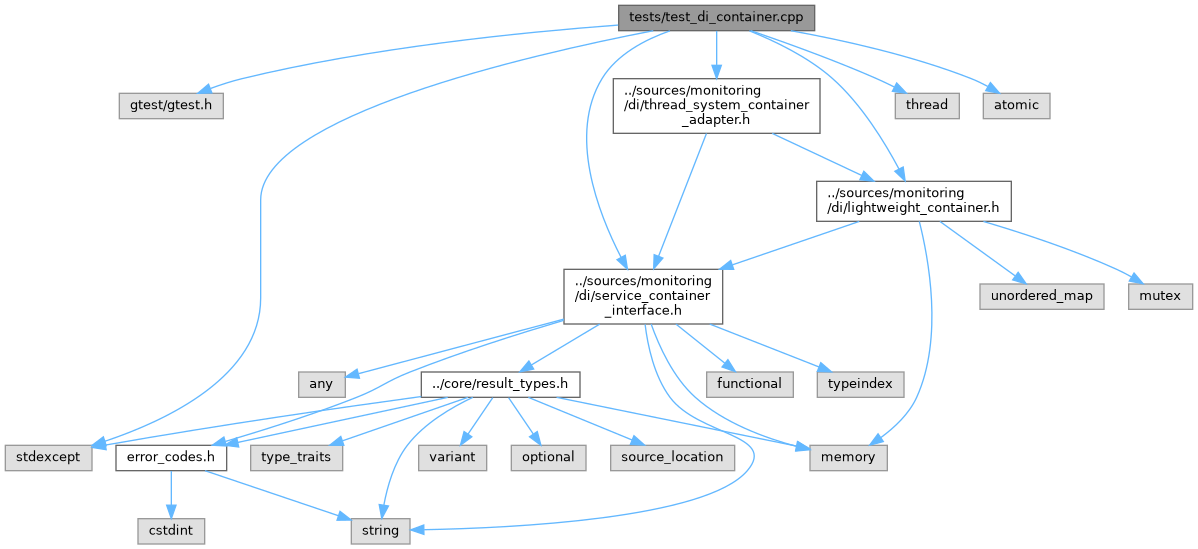 tests/test_di_container.cpp
gtest/gtest.h
../sources/monitoring
/di/thread_system_container
_adapter.h
thread
atomic
../sources/monitoring
/di/lightweight_container.h
../sources/monitoring
/di/service_container
_interface.h
unordered_map
mutex
any
../core/result_types.h
functional
typeindex
stdexcept
error_codes.h
type_traits
variant
optional
source_location
memory
cstdint
string